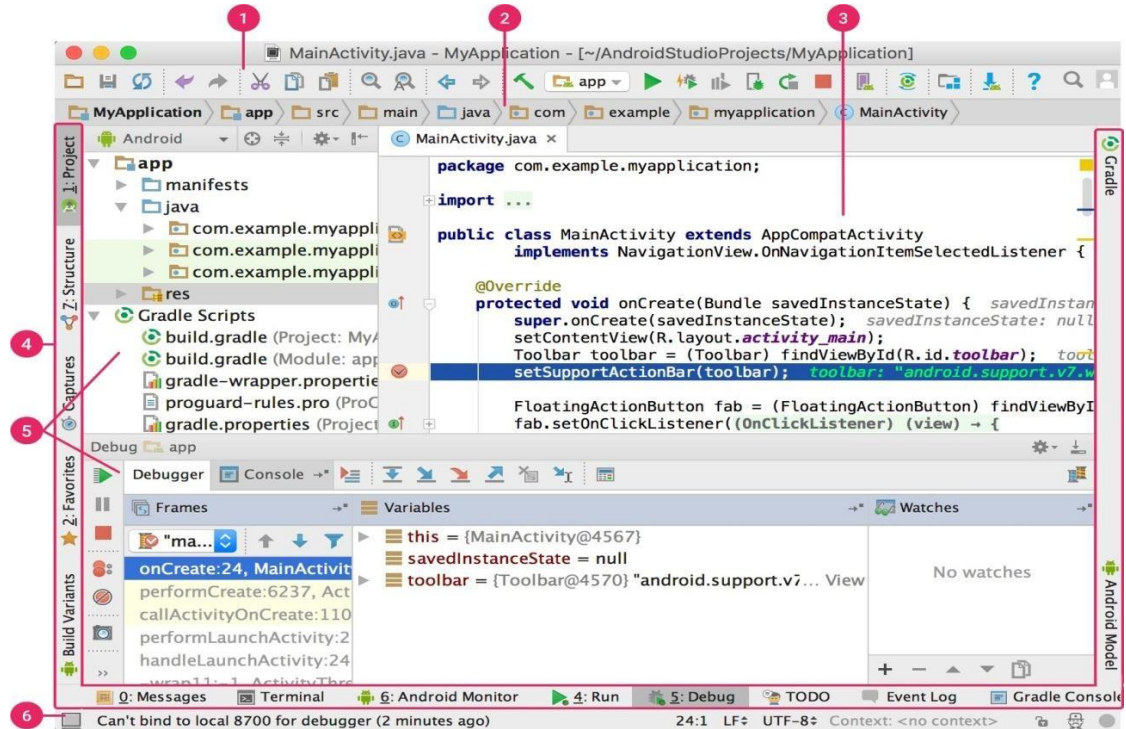 1
2
3
MainActivity.java - MyApplication - [~/AndroidStudioProjects/MyApplication]
app
?
MyApplication app src main java com example myapplication MainActivity
1: Project
Z: Structure
Captures
2: Favorites
Build Variants
4
5
6
Android
app
manifests
java
com.example.myappli
com.example.myappli
com.example.myappli
res
Gradle Scripts
build.gradle (Project: MyA
build.gradle (Module: app
gradle-wrapper.propertie
proguard-rules.pro (ProC
gradle.properties (Project
MainActivity.java ×
package com.example.myapplication;
import ...
public class MainActivity extends AppCompatActivity
implements NavigationView.OnNavigationItemSelectedListener {
@Override
protected void onCreate(Bundle savedInstanceState) { savedInstan
super.onCreate(savedInstanceState); savedInstanceState: null
setContentView(R.layout.activity_main);
Toolbar toolbar = (Toolbar) findViewById(R.id.toolbar); tool
setSupportActionBar(toolbar); toolbar: "android.support.v7.w
FloatingActionButton fab = (FloatingActionButton) findViewByI
fab.setOnClickListener((OnClickListener) (view) → {
Gradle
Android Model
Debug app
Debugger Console
Frames
"ma...
onCreate:24, MainActivit
performCreate:6237, Act
callActivityOnCreate:110
performLaunchActivity:2
handleLaunchActivity:24
-wrap11:-1, ActivityThre
Variables
this = {MainActivity@4567}
savedInstanceState = null
toolbar = {Toolbar@4570} "android.support.v7... View
Watches
No watches
0: Messages Terminal 6: Android Monitor 4: Run 5: Debug TODO Event Log Gradle Console
Can't bind to local 8700 for debugger (2 minutes ago) 24:1 LF UTF-8 Context: <no context>